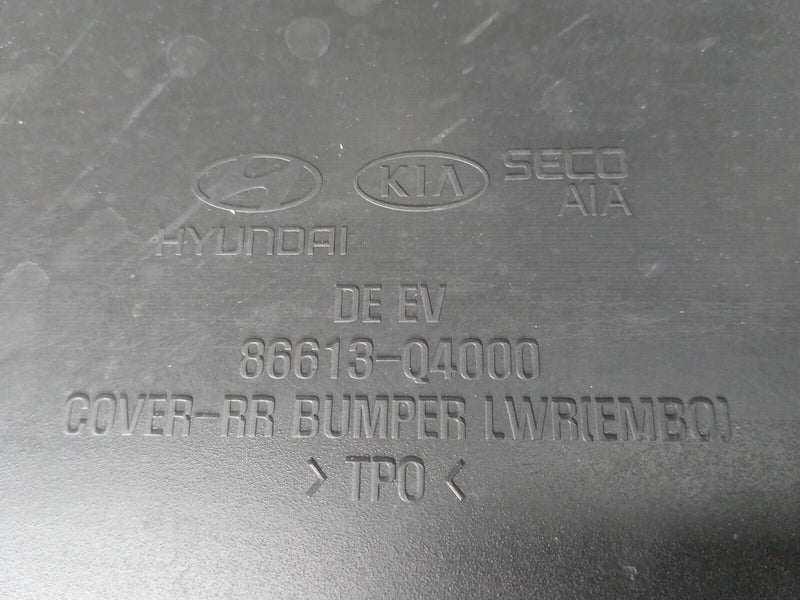 KIA SECO
AIA
HYUNDAI
DE EV
86613-Q4000
COVER-RR BUMPER LWR[EMBO]
> TPO <